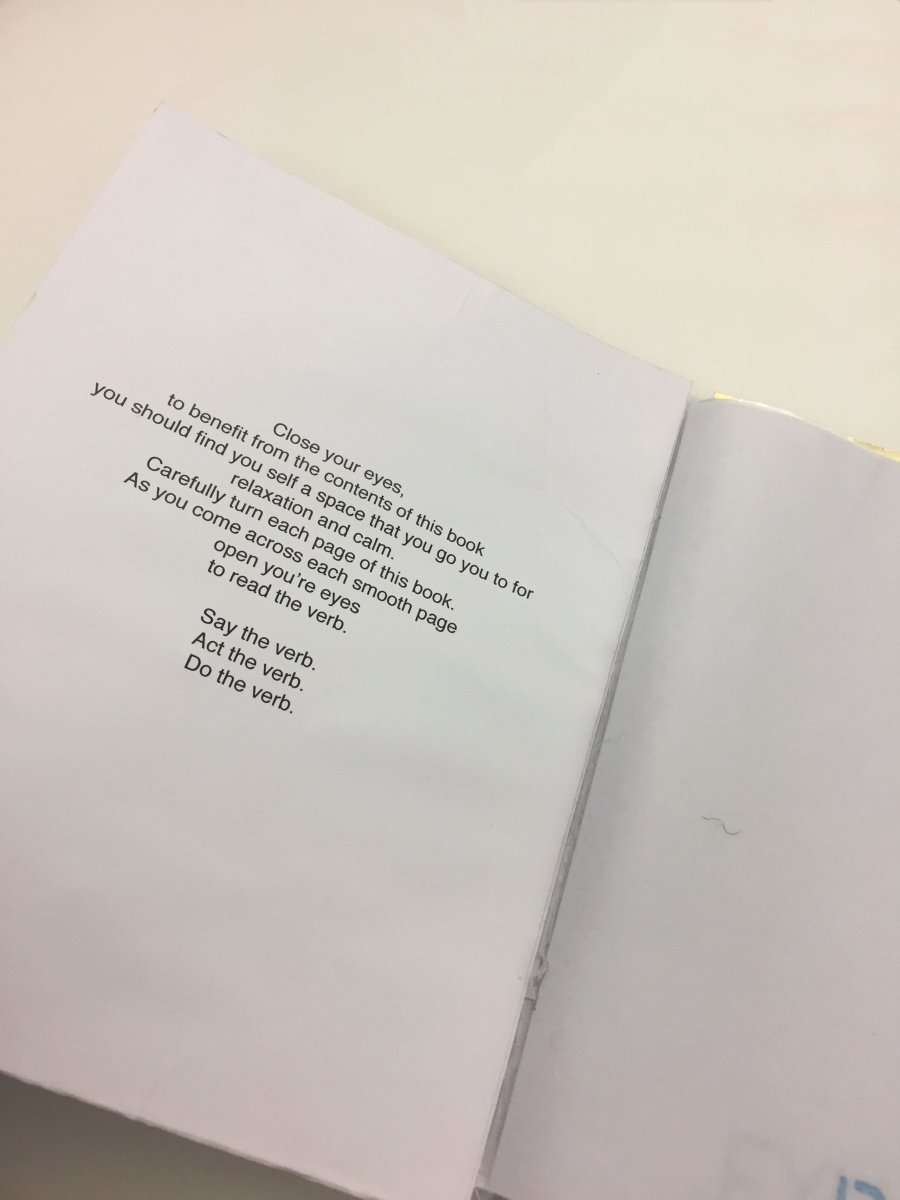 Close your eyes,
to benefit from the contents of this book
you should find you self a space that you go you to for
relaxation and calm.
Carefully turn each page of this book.
As you come across each smooth page
open you're eyes
to read the verb.
Say the verb.
Act the verb.
Do the verb.